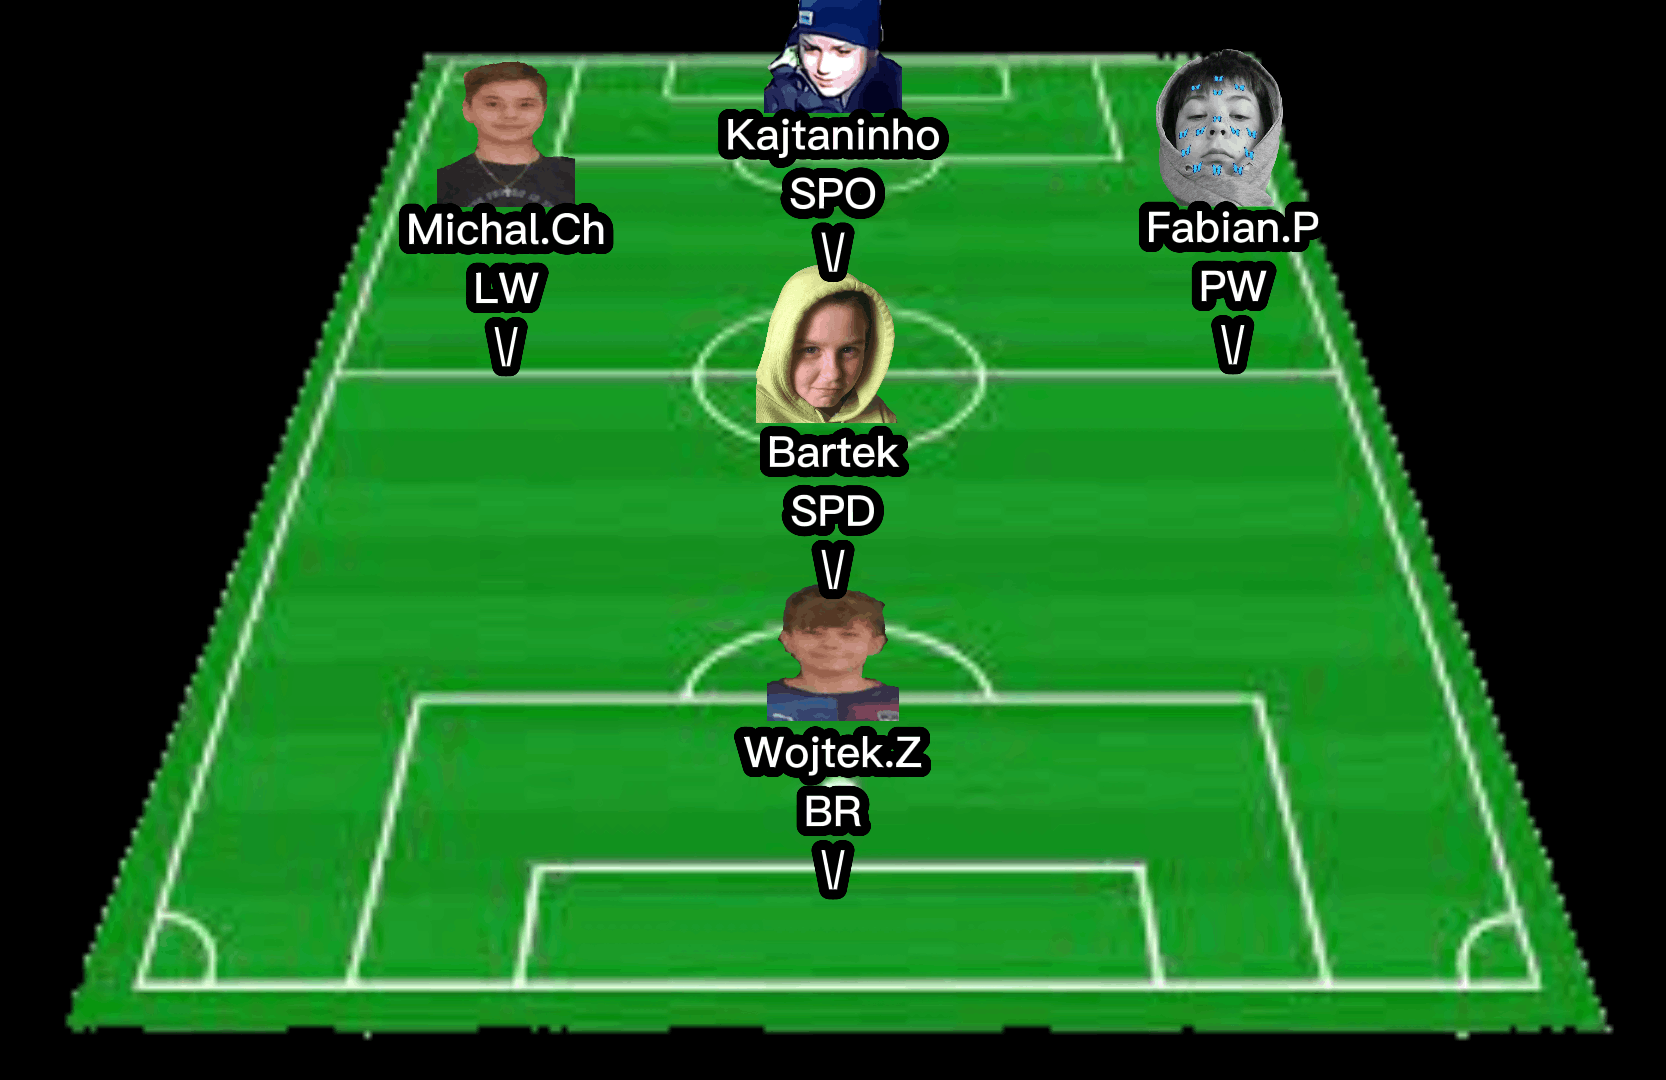 Kajtaninho
SPO
\/
Michal.Ch
LW
\/
Fabian.P
PW
\/
Bartek
SPD
\/
Wojtek.Z
BR
\/